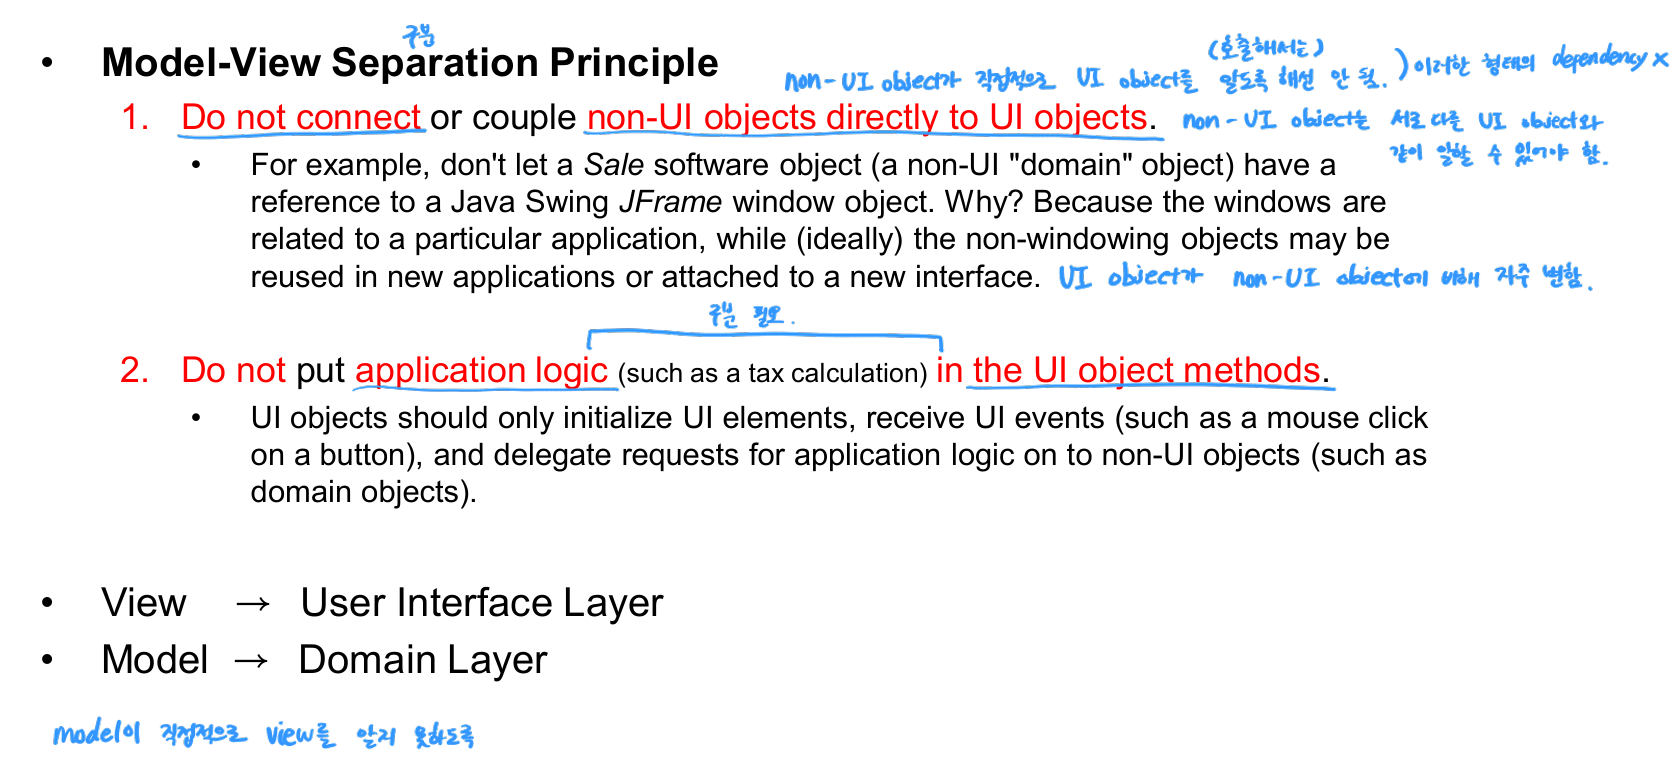 구분
• Model-View Separation Principle
(호출해서는)
non-UI object가 직접적으로 UI object를 알도록 해선 안 됨. ) 이러한 형태의 dependency x
1. Do not connect or couple non-UI objects directly to UI objects. non-UI object는 서로 다른 UI object와
같이 일할 수 있어야 함.
• For example, don't let a Sale software object (a non-UI "domain" object) have a
reference to a Java Swing JFrame window object. Why? Because the windows are
related to a particular application, while (ideally) the non-windowing objects may be
reused in new applications or attached to a new interface. UI object가 non-UI object에 비해 자주 변함.
구분 필요.
2. Do not put application logic (such as a tax calculation) in the UI object methods.
• UI objects should only initialize UI elements, receive UI events (such as a mouse click
on a button), and delegate requests for application logic on to non-UI objects (such as
domain objects).
• View → User Interface Layer
• Model → Domain Layer
model이 직접적으로 view를 알지 못하도록